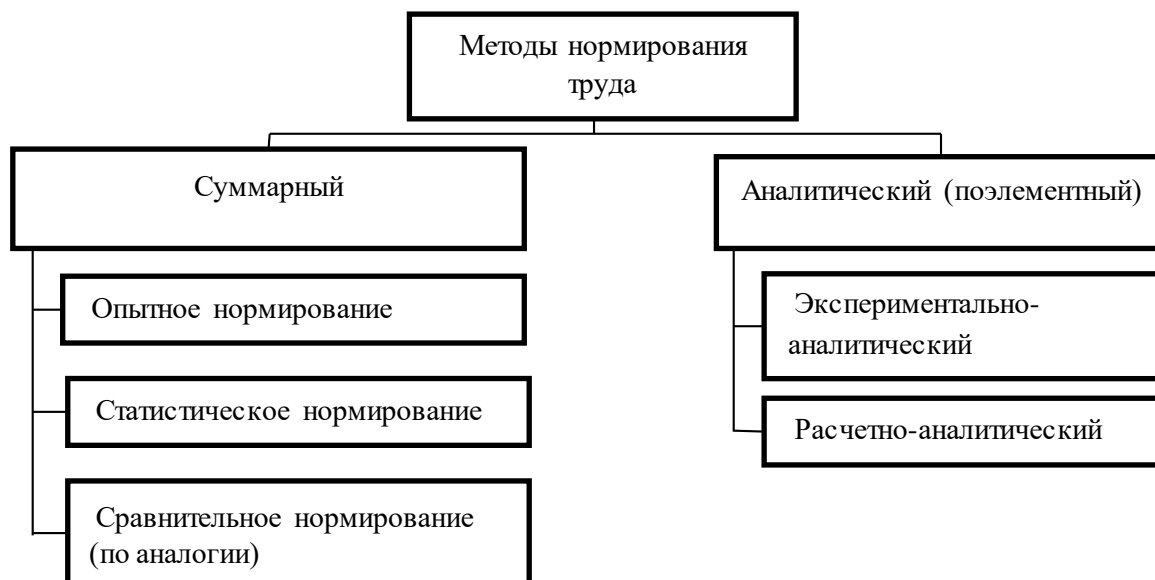 Методы нормирования
труда
Суммарный
Опытное нормирование
Статистическое нормирование
Сравнительное нормирование
(по аналогии)
Аналитический (поэлементный)
Экспериментально-
аналитический
Расчетно-аналитический